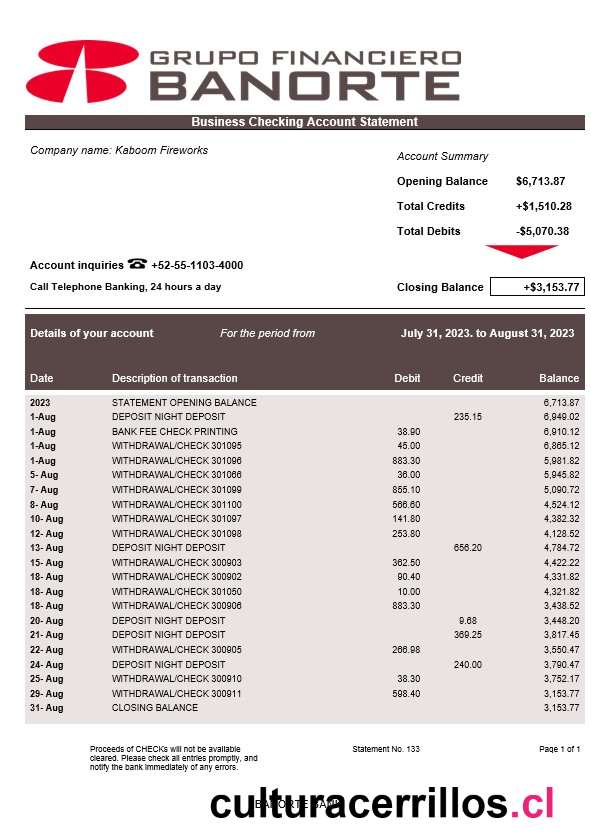 GRUPO FINANCIERO
BANORTE
Business Checking Account Statement
Company name: Kaboom Fireworks
Account Summary
Opening Balance $6,713.87
Total Credits +$1,510.28
Total Debits -$5,070.38
Account inquiries ☎ +52-55-1103-4000
Call Telephone Banking, 24 hours a day
Closing Balance +$3,153.77
Details of your account For the period from July 31, 2023. to August 31, 2023
Date Description of transaction Debit Credit Balance
2023 STATEMENT OPENING BALANCE 6,713.87
1-Aug DEPOSIT NIGHT DEPOSIT 235.15 6,949.02
1-Aug BANK FEE CHECK PRINTING 38.90 6,910.12
1-Aug WITHDRAWAL/CHECK 301095 45.00 6,865.12
1-Aug WITHDRAWAL/CHECK 301096 883.30 5,981.82
5- Aug WITHDRAWAL/CHECK 301066 36.00 5,945.82
7- Aug WITHDRAWAL/CHECK 301099 855.10 5,090.72
8- Aug WITHDRAWAL/CHECK 301100 566.60 4,524.12
10- Aug WITHDRAWAL/CHECK 301097 141.80 4,382.32
12- Aug WITHDRAWAL/CHECK 301098 253.80 4,128.52
13- Aug DEPOSIT NIGHT DEPOSIT 656.20 4,784.72
15- Aug WITHDRAWAL/CHECK 300903 362.50 4,422.22
18- Aug WITHDRAWAL/CHECK 300902 90.40 4,331.82
18- Aug WITHDRAWAL/CHECK 301050 10.00 4,321.82
18- Aug WITHDRAWAL/CHECK 300906 883.30 3,438.52
20- Aug DEPOSIT NIGHT DEPOSIT 9.68 3,448.20
21- Aug DEPOSIT NIGHT DEPOSIT 369.25 3,817.45
22- Aug WITHDRAWAL/CHECK 300905 266.98 3,550.47
24- Aug DEPOSIT NIGHT DEPOSIT 240.00 3,790.47
25- Aug WITHDRAWAL/CHECK 300910 38.30 3,752.17
29- Aug WITHDRAWAL/CHECK 300911 598.40 3,153.77
31- Aug CLOSING BALANCE 3,153.77
Proceeds of CHECKs will not be available
cleared. Please check all entries promptly, and
notify the bank immediately of any errors.
Statement No. 133
Page 1 of 1
culturacerrillos.cl